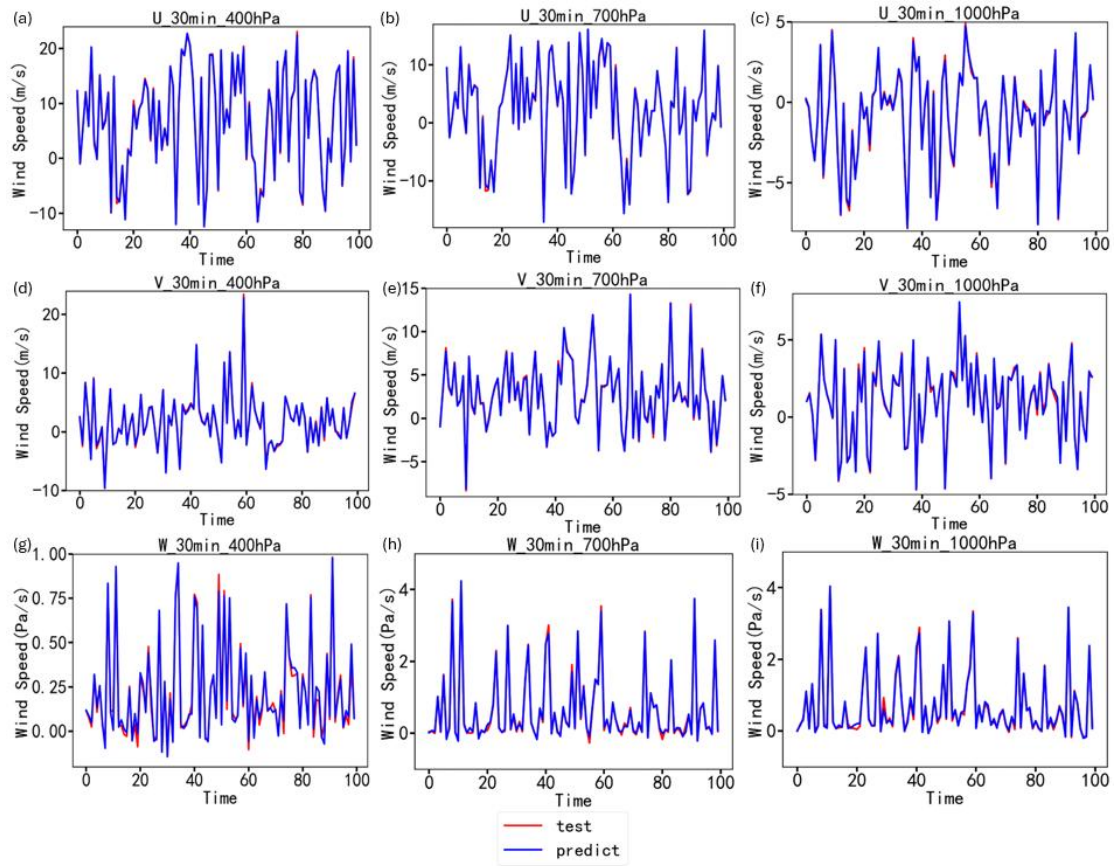 (a) U_30min_400hPa
(b) U_30min_700hPa
(c) U_30min_1000hPa
Wind Speed(m/s)
20
10
0
-10
0 20 40 60 80 100
Time
Wind Speed(m/s)
10
0
-10
0 20 40 60 80 100
Time
Wind Speed(m/s)
5
0
-5
0 20 40 60 80 100
Time
(d) V_30min_400hPa
(e) V_30min_700hPa
(f) V_30min_1000hPa
Wind Speed(m/s)
20
10
0
-10
0 20 40 60 80 100
Time
Wind Speed(m/s)
15
10
5
0
-5
0 20 40 60 80 100
Time
Wind Speed(m/s)
5
0
-5
0 20 40 60 80 100
Time
(g) W_30min_400hPa
(h) W_30min_700hPa
(i) W_30min_1000hPa
Wind Speed(Pa/s)
1.00
0.75
0.50
0.25
0.00
0 20 40 60 80 100
Time
Wind Speed(Pa/s)
4
2
0
0 20 40 60 80 100
Time
Wind Speed(Pa/s)
4
2
0
0 20 40 60 80 100
Time
test
predict